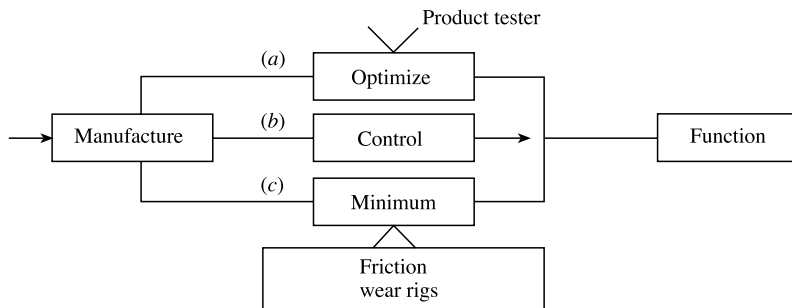 Product tester
(a)
Optimize
Manufacture
(b)
Control
Function
(c)
Minimum
Friction
wear rigs